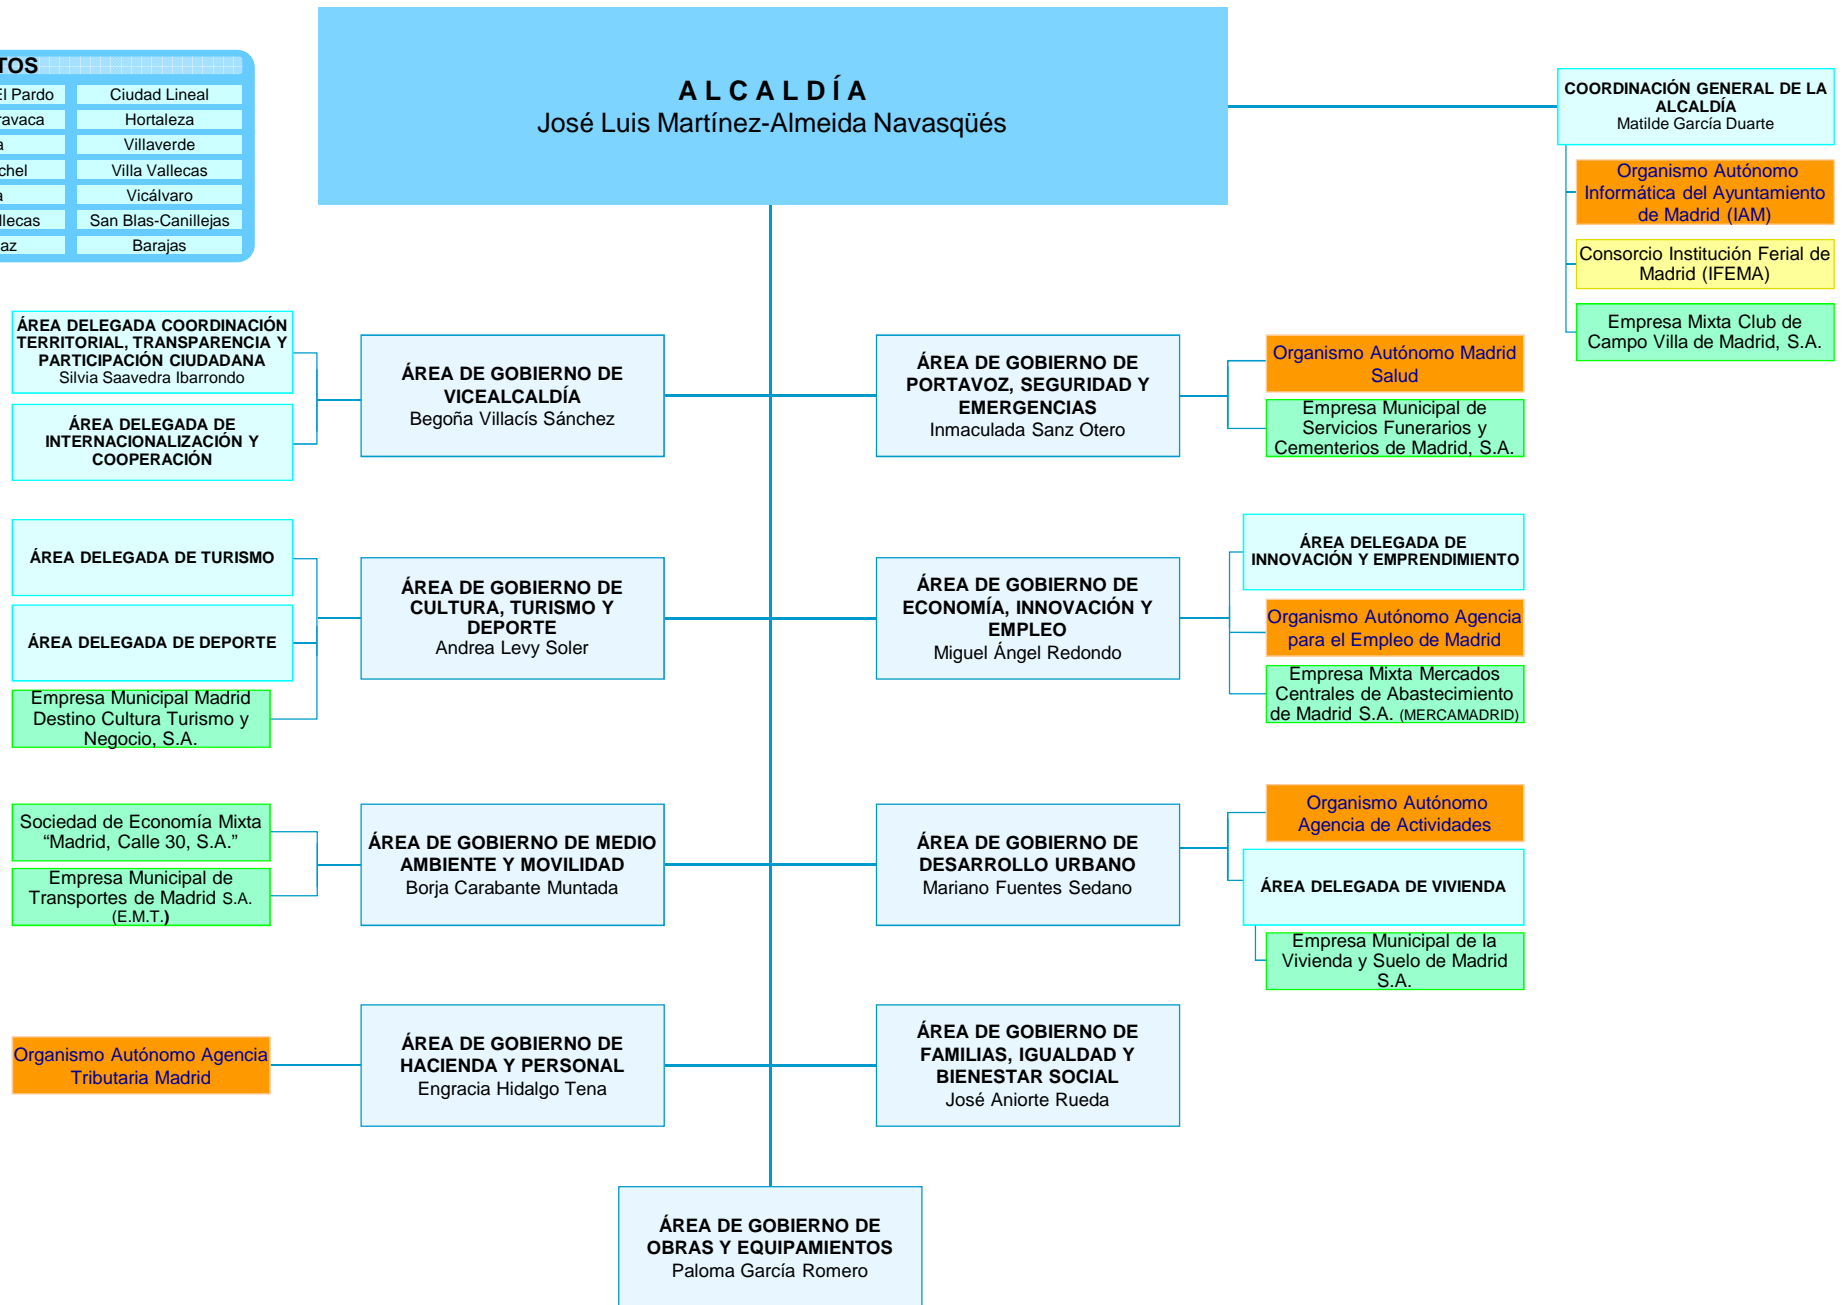 A L C A L D Í A
José Luis Martínez-Almeida Navasqüés
El Pardo
Ciudad Lineal
Hortaleza
Villaverde
Villa Vallecas
Vicálvaro
San Blas-Canillejas
Barajas
COORDINACIÓN GENERAL DE LA
ALCALDÍA
Matilde García Duarte
Organismo Autónomo
Informática del Ayuntamiento
de Madrid (IAM)
Consorcio Institución Ferial de
Madrid (IFEMA)
Empresa Mixta Club de
Campo Villa de Madrid, S.A.
ÁREA DELEGADA COORDINACIÓN
TERRITORIAL, TRANSPARENCIA Y
PARTICIPACIÓN CIUDADANA
Silvia Saavedra Ibarrondo
ÁREA DELEGADA DE
INTERNACIONALIZACIÓN Y
COOPERACIÓN
ÁREA DE GOBIERNO DE
VICEALCALDÍA
Begoña Villacís Sánchez
ÁREA DE GOBIERNO DE
PORTAVOZ, SEGURIDAD Y
EMERGENCIAS
Inmaculada Sanz Otero
Organismo Autónomo Madrid
Salud
Empresa Municipal de
Servicios Funerarios y
Cementerios de Madrid, S.A.
ÁREA DELEGADA DE TURISMO
ÁREA DELEGADA DE DEPORTE
Empresa Municipal Madrid
Destino Cultura Turismo y
Negocio, S.A.
ÁREA DE GOBIERNO DE
CULTURA, TURISMO Y
DEPORTE
Andrea Levy Soler
ÁREA DE GOBIERNO DE
ECONOMÍA, INNOVACIÓN Y
EMPLEO
Miguel Ángel Redondo
ÁREA DELEGADA DE
INNOVACIÓN Y EMPRENDIMIENTO
Organismo Autónomo Agencia
para el Empleo de Madrid
Empresa Mixta Mercados
Centrales de Abastecimiento
de Madrid S.A. (MERCAMADRID)
Sociedad de Economía Mixta
“Madrid, Calle 30, S.A.”
Empresa Municipal de
Transportes de Madrid S.A.
(E.M.T.)
ÁREA DE GOBIERNO DE MEDIO
AMBIENTE Y MOVILIDAD
Borja Carabante Muntada
ÁREA DE GOBIERNO DE
DESARROLLO URBANO
Mariano Fuentes Sedano
Organismo Autónomo
Agencia de Actividades
ÁREA DELEGADA DE VIVIENDA
Empresa Municipal de la
Vivienda y Suelo de Madrid
S.A.
Organismo Autónomo Agencia
Tributaria Madrid
ÁREA DE GOBIERNO DE
HACIENDA Y PERSONAL
Engracia Hidalgo Tena
ÁREA DE GOBIERNO DE
FAMILIAS, IGUALDAD Y
BIENESTAR SOCIAL
José Aniorte Rueda
ÁREA DE GOBIERNO DE
OBRAS Y EQUIPAMIENTOS
Paloma García Romero